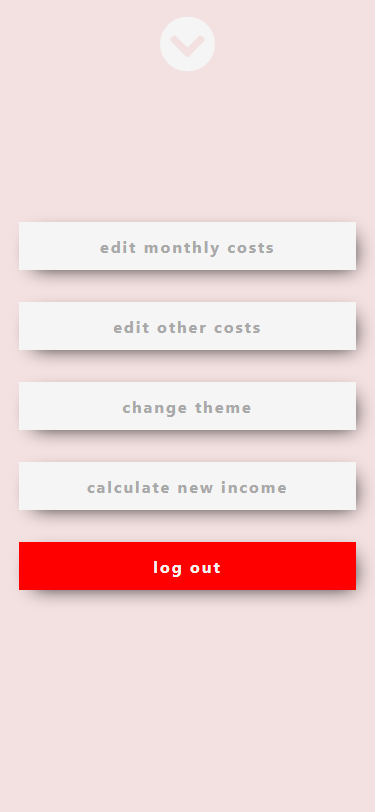 edit monthly costs
edit other costs
change theme
calculate new income
log out